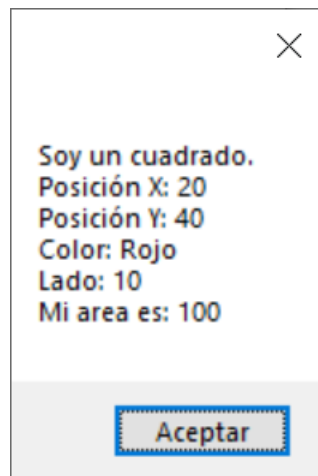 Soy un cuadrado.
Posición X: 20
Posición Y: 40
Color: Rojo
Lado: 10
Mi area es: 100
Aceptar